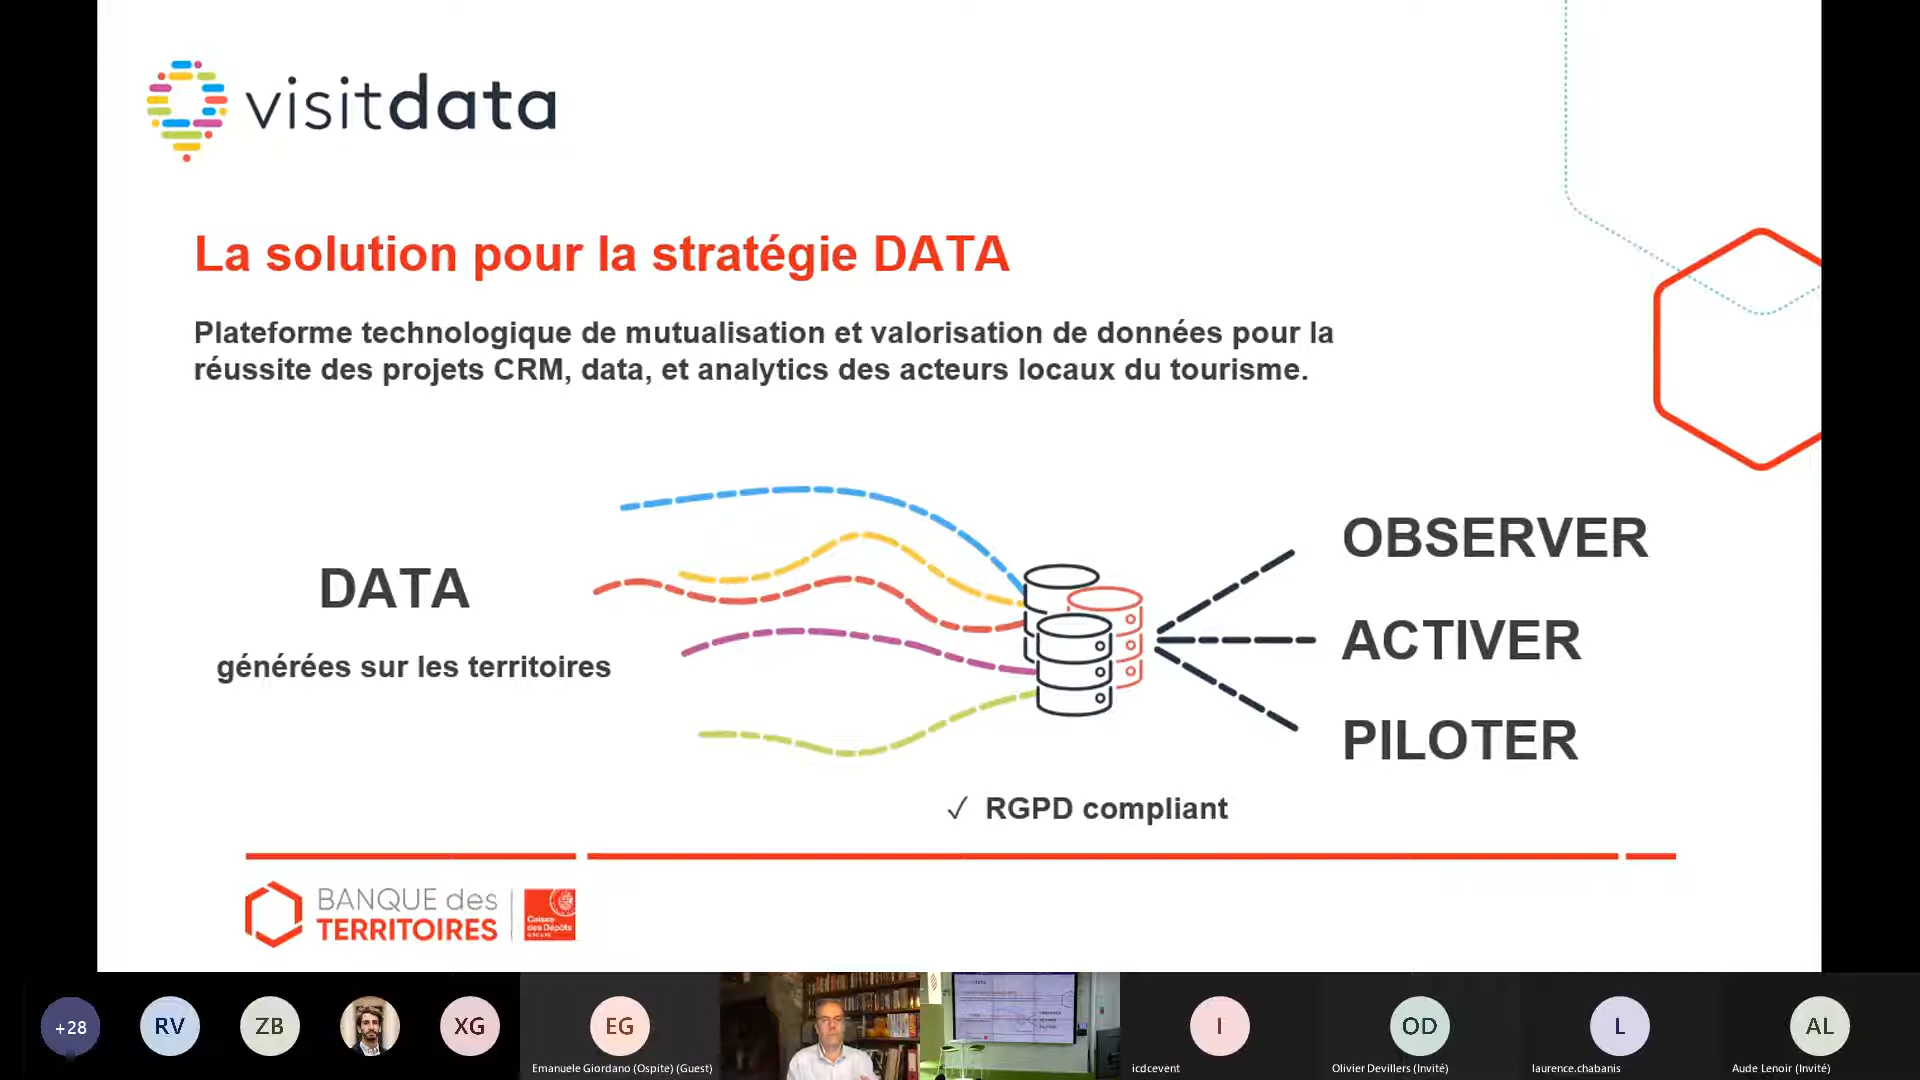 visitdata
La solution pour la stratégie DATA
Plateforme technologique de mutualisation et valorisation de données pour la
réussite des projets CRM, data, et analytics des acteurs locaux du tourisme.
DATA
générées sur les territoires
OBSERVER
ACTIVER
PILOTER
✓ RGPD compliant
BANQUE des
TERRITOIRES
Caisse
des Dépôts
GROUPE
+28
RV
ZB
XG
EG
Emanuele Giordano (Ospite) (Guest)
I
icdcevent
OD
Olivier Devillers (Invité)
L
laurence.chabanis
AL
Aude Lenoir (Invité)
OBSERVER
ACTIVER
PILOTER